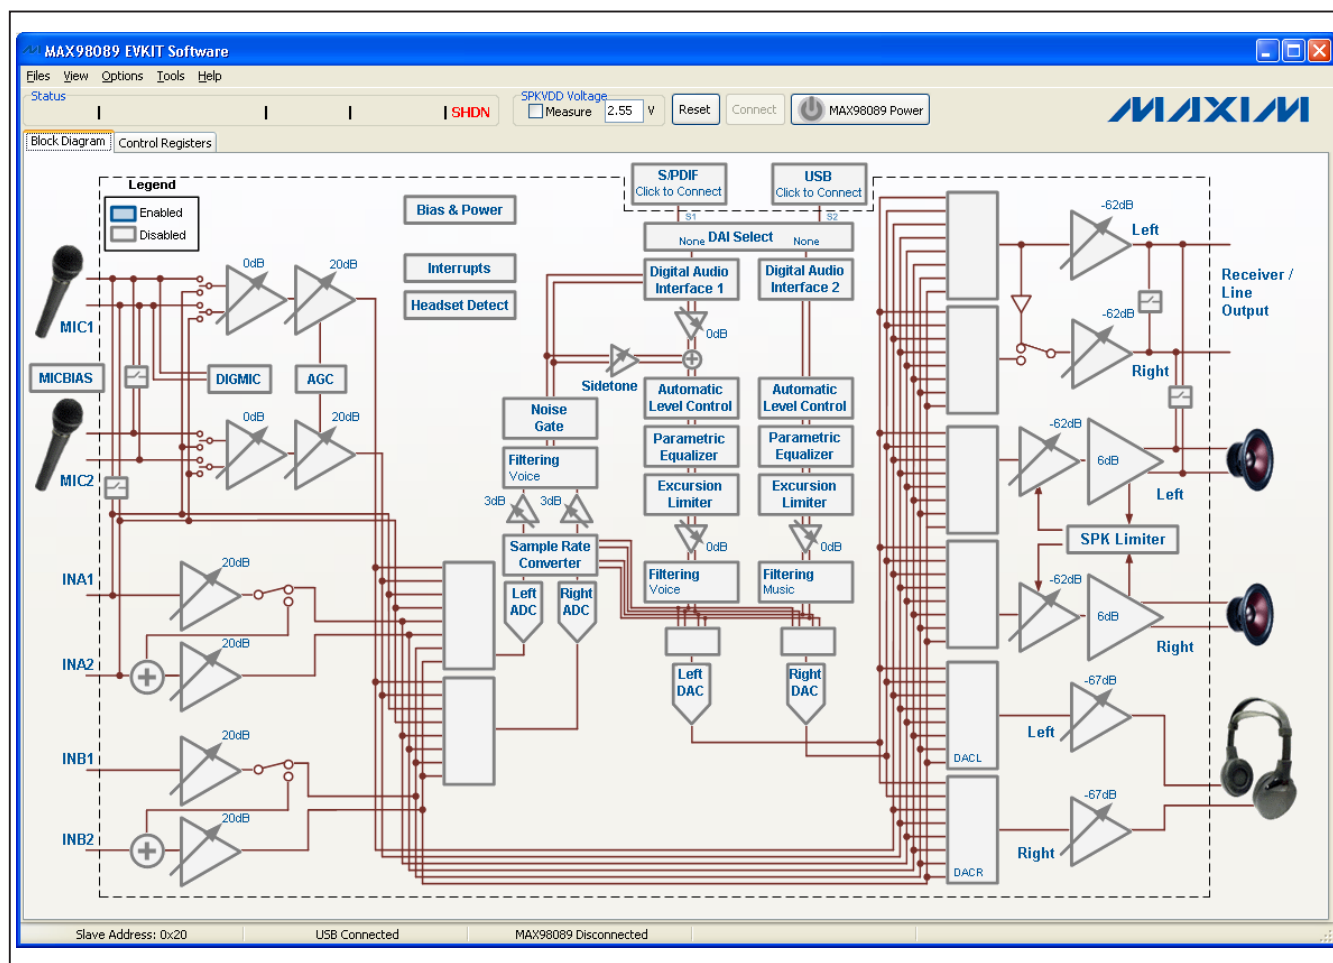 MAX98089 EVKIT Software
Files View Options Tools Help
Status
SHDN
SPKVDD Voltage
Measure 2.55 V
Reset
Connect
MAX98089 Power
MAXIM
Block Diagram
Control Registers
Legend
Enabled
Disabled
Bias & Power
Interrupts
Headset Detect
S/PDIF
Click to Connect
USB
Click to Connect
S1
S2
None DAI Select None
Digital Audio
Interface 1
Digital Audio
Interface 2
0dB
Sidetone
Automatic
Level Control
Automatic
Level Control
Parametric
Equalizer
Parametric
Equalizer
Excursion
Limiter
Excursion
Limiter
0dB
0dB
Filtering
Voice
Filtering
Music
Left
DAC
Right
DAC
Noise
Gate
Filtering
Voice
3dB
3dB
Sample Rate
Converter
Left
ADC
Right
ADC
MIC1
0dB
20dB
MICBIAS
DIGMIC
AGC
0dB
20dB
MIC2
INA1
20dB
INA2
20dB
INB1
20dB
INB2
20dB
-62dB
Left
Receiver /
Line
Output
-62dB
Right
-62dB
6dB
Left
SPK Limiter
-62dB
6dB
Right
DACL
-67dB
Left
DACR
-67dB
Right
Slave Address: 0x20
USB Connected
MAX98089 Disconnected